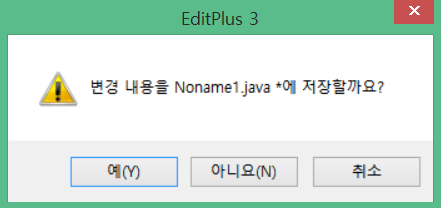 EditPlus 3
변경 내용을 Noname1.java *에 저장할까요?
예(Y) 아니요(N) 취소